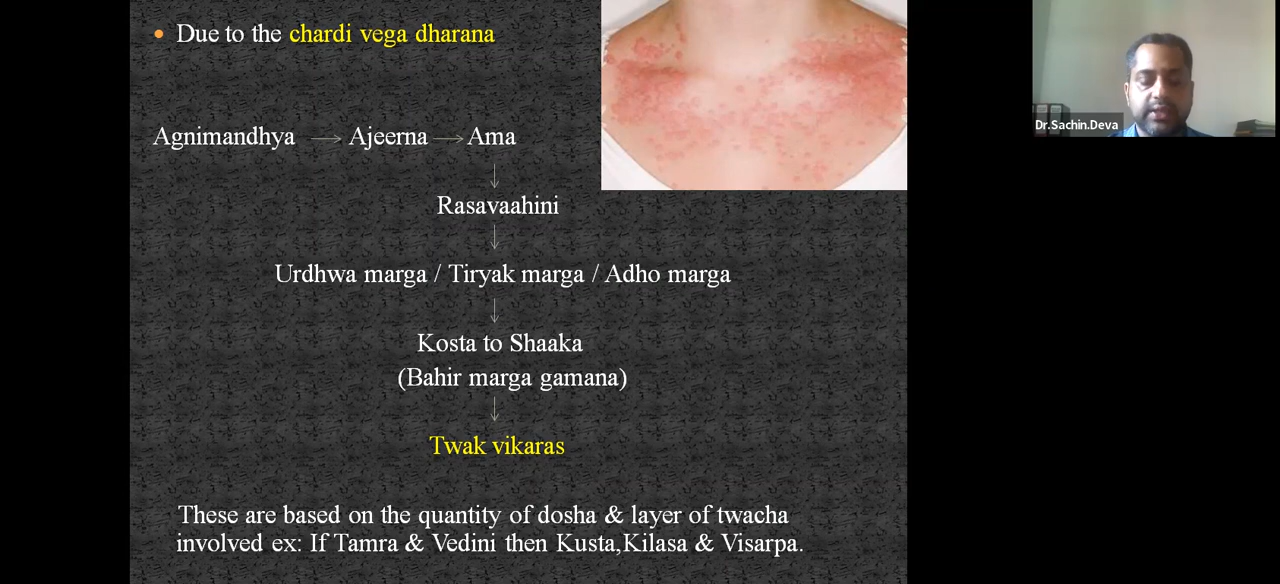 Due to the chardi vega dharana
Agnimandhya → Ajeerna → Ama
Rasavaahini
Urdhwa marga / Tiryak marga / Adho marga
Kosta to Shaaka
(Bahir marga gamana)
Twak vikaras
These are based on the quantity of dosha & layer of twacha
involved ex: If Tamra & Vedini then Kusta,Kilasa & Visarpa.
Dr.Sachin.Deva